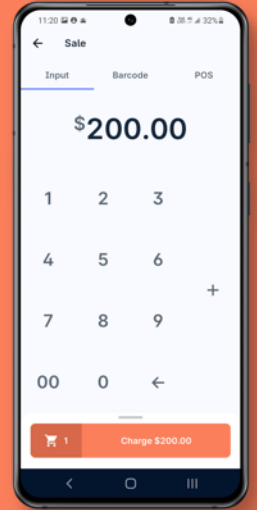 11:20
32%
Sale
Input Barcode POS
$200.00
1 2 3
4 5 6
+
7 8 9
00 0
1 Charge $200.00